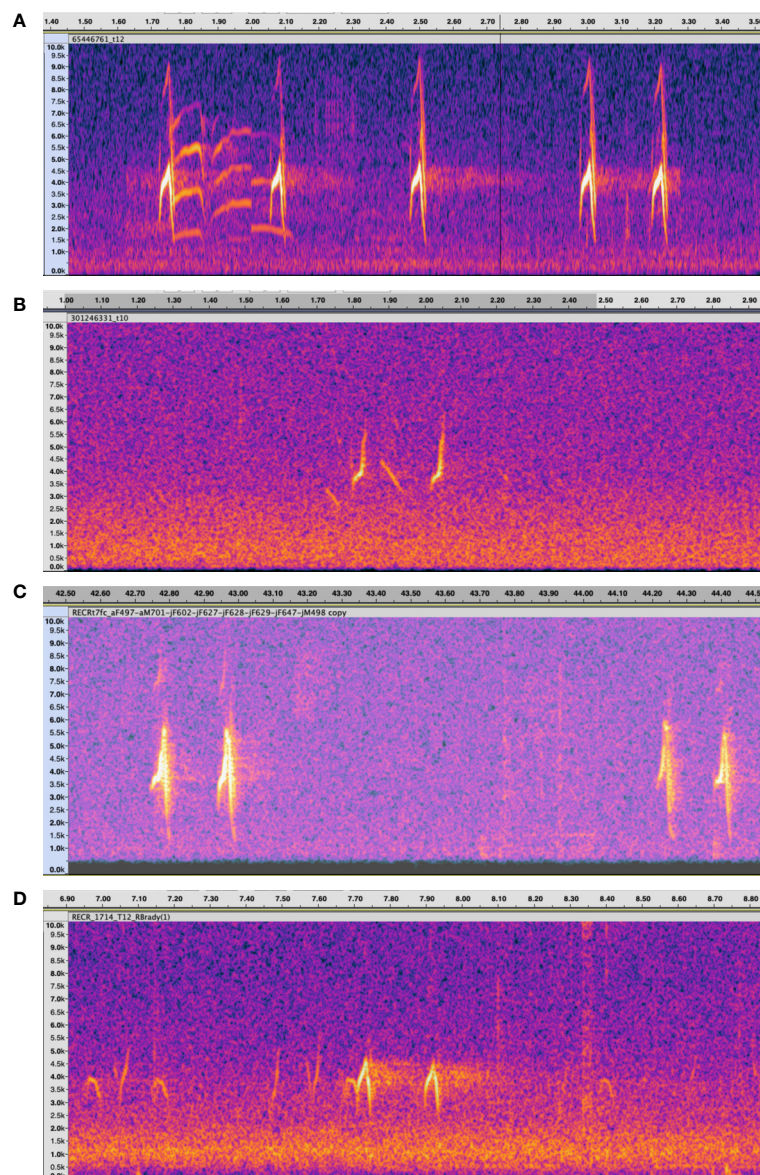 A
1.40 1.50 1.60 1.70 1.80 1.90 2.00 2.10 2.20 2.30 2.40 2.50 2.60 2.70 2.80 2.90 3.00 3.10 3.20 3.30 3.40
65446761_t12
10.0k
9.5k
9.0k
8.5k
8.0k
7.5k
7.0k
6.5k
6.0k
5.5k
5.0k
4.5k
4.0k
3.5k
3.0k
2.5k
2.0k
1.5k
1.0k
0.5k
0.0k
B
1.00 1.10 1.20 1.30 1.40 1.50 1.60 1.70 1.80 1.90 2.00 2.10 2.20 2.30 2.40 2.50 2.60 2.70 2.80 2.90
301246331_t10
10.0k
9.5k
9.0k
8.5k
8.0k
7.5k
7.0k
6.5k
6.0k
5.5k
5.0k
4.5k
4.0k
3.5k
3.0k
2.5k
2.0k
1.5k
1.0k
0.5k
0.0k
C
42.50 42.60 42.70 42.80 42.90 43.00 43.10 43.20 43.30 43.40 43.50 43.60 43.70 43.80 43.90 44.00 44.10 44.20 44.30 44.40
RECRt7fc_aF497-aM701-jF602-jF627-jF628-jF629-jF647-jM498 copy
10.0k
9.5k
9.0k
8.5k
8.0k
7.5k
7.0k
6.5k
6.0k
5.5k
5.0k
4.5k
4.0k
3.5k
3.0k
2.5k
2.0k
1.5k
1.0k
0.0k
D
6.90 7.00 7.10 7.20 7.30 7.40 7.50 7.60 7.70 7.80 7.90 8.00 8.10 8.20 8.30 8.40 8.50 8.60 8.70 8.80
RECR_1714_T12_RBrady(1)
10.0k
9.5k
9.0k
8.5k
8.0k
7.5k
7.0k
6.5k
6.0k
5.5k
5.0k
4.5k
4.0k
3.5k
3.0k
2.5k
2.0k
1.5k
1.0k
0.5k
0.0k